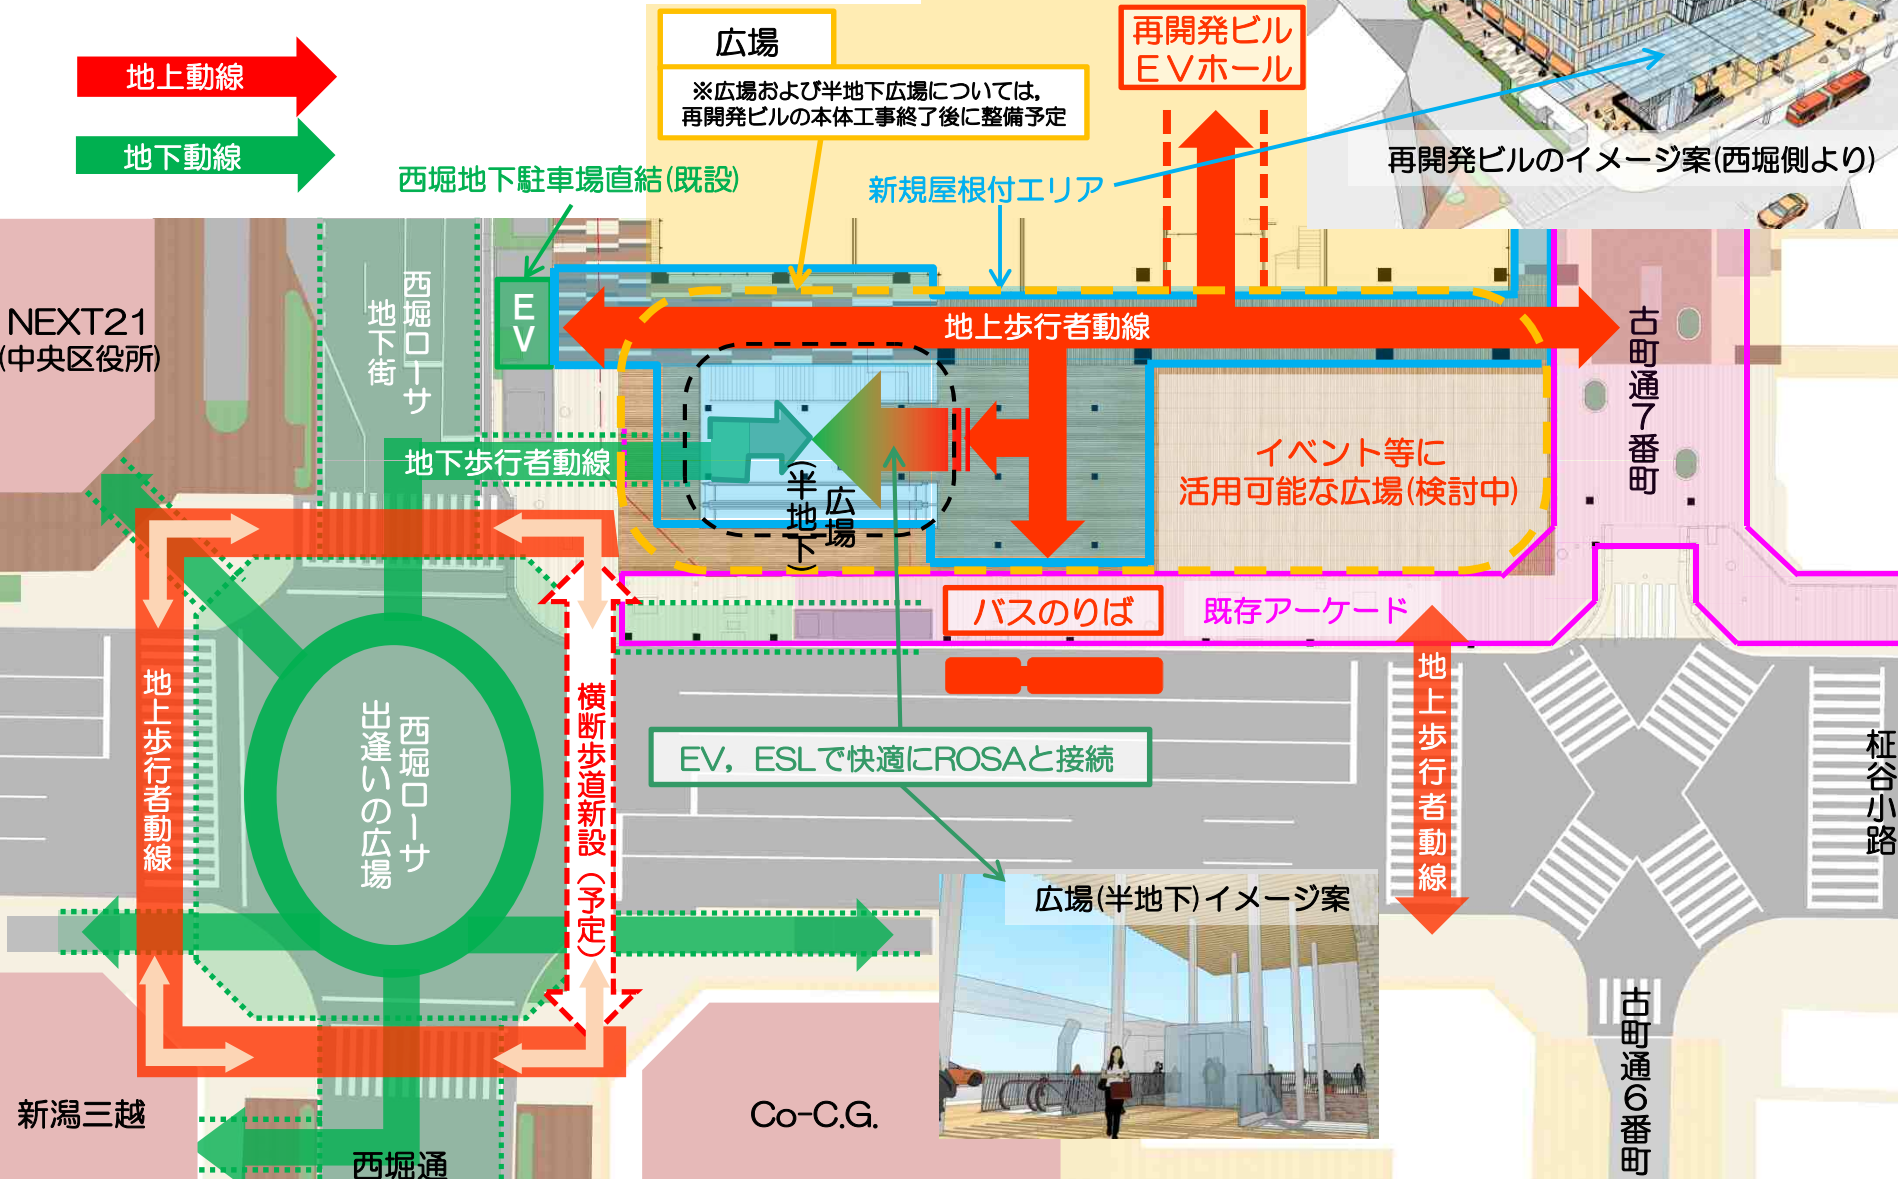 地上動線
地下動線
広場
※広場および半地下広場については,
再開発ビルの本体工事終了後に整備予定
再開発ビル
EVホール
再開発ビルのイメージ案(西堀側より)
西堀地下駐車場直結(既設)
新規屋根付エリア
NEXT21
(中央区役所)
西堀ローサ
地下街
EV
地上歩行者動線
古町通7番町
地下歩行者動線
広場
(半地下)
イベント等に
活用可能な広場(検討中)
バスのりば
既存アーケード
地上歩行者動線
西堀ローサ
出逢いの広場
横断歩道新設(予定)
EV, ESLで快適にROSAと接続
地上歩行者動線
柾谷小路
広場(半地下)イメージ案
新潟三越
西堀通
Co-C.G.
古町通6番町